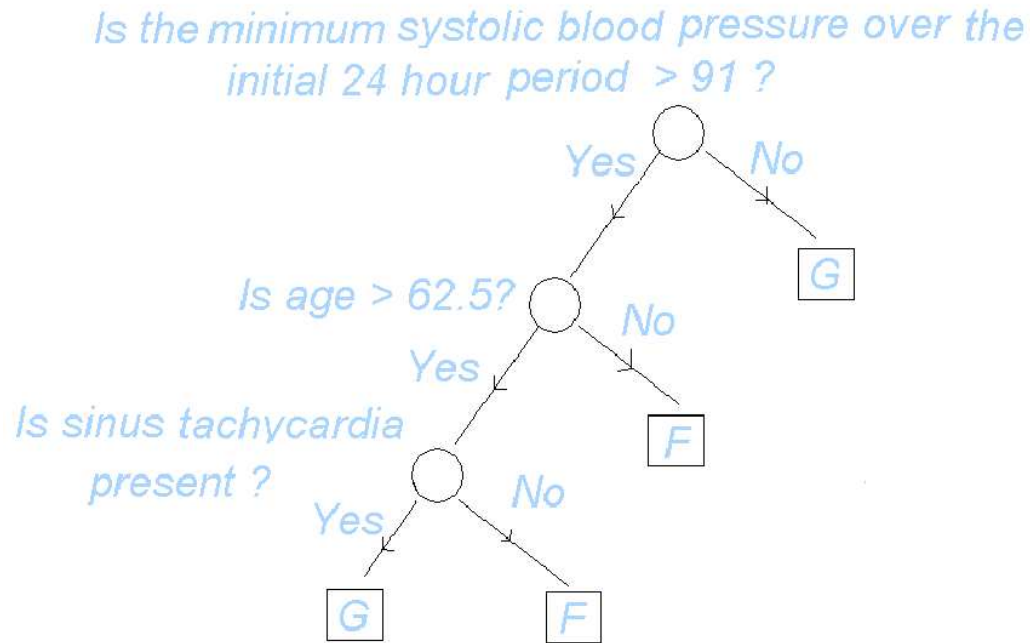 Is the minimum systolic blood pressure over the
initial 24 hour period > 91 ?
Yes
No
G
Is age > 62.5?
No
Yes
F
Is sinus tachycardia
present ?
No
Yes
G
F